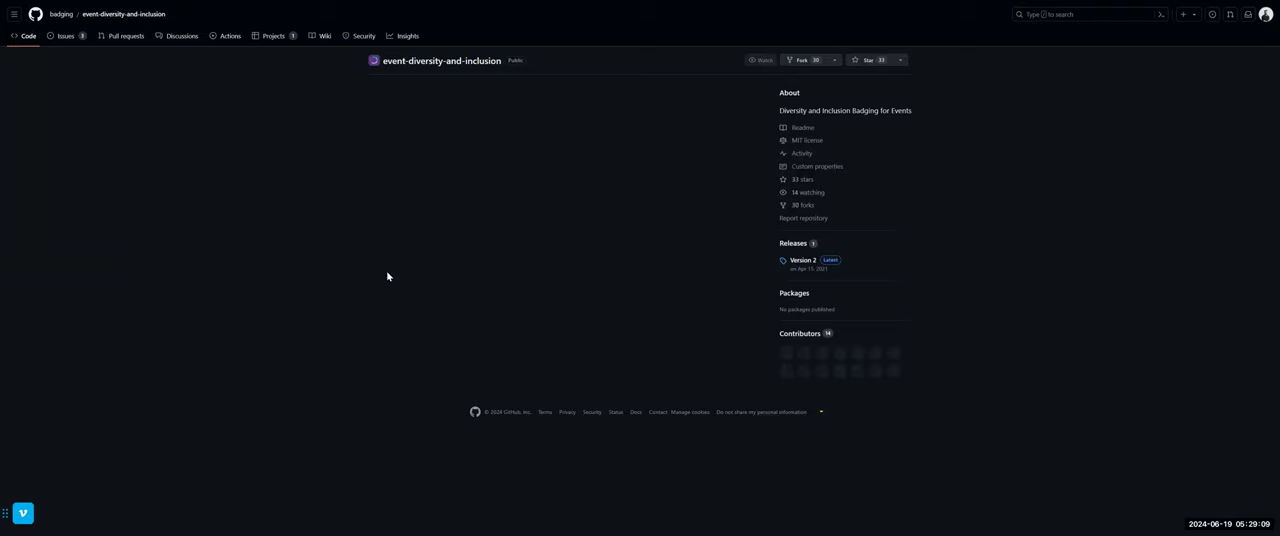 badging / event-diversity-and-inclusion
Type / to search
Code
Issues 3
Pull requests
Discussions
Actions
Projects 1
Wiki
Security
Insights
event-diversity-and-inclusion Public
Watch
Fork 30
Star 33
About
Diversity and Inclusion Badging for Events
Readme
MIT license
Activity
Custom properties
33 stars
14 watching
30 forks
Report repository
Releases 1
Version 2 Latest
on Apr 13, 2021
Packages
No packages published
Contributors 14
© 2024 GitHub, Inc. Terms Privacy Security Status Docs Contact Manage cookies Do not share my personal information
2024-06-19 05:29:09